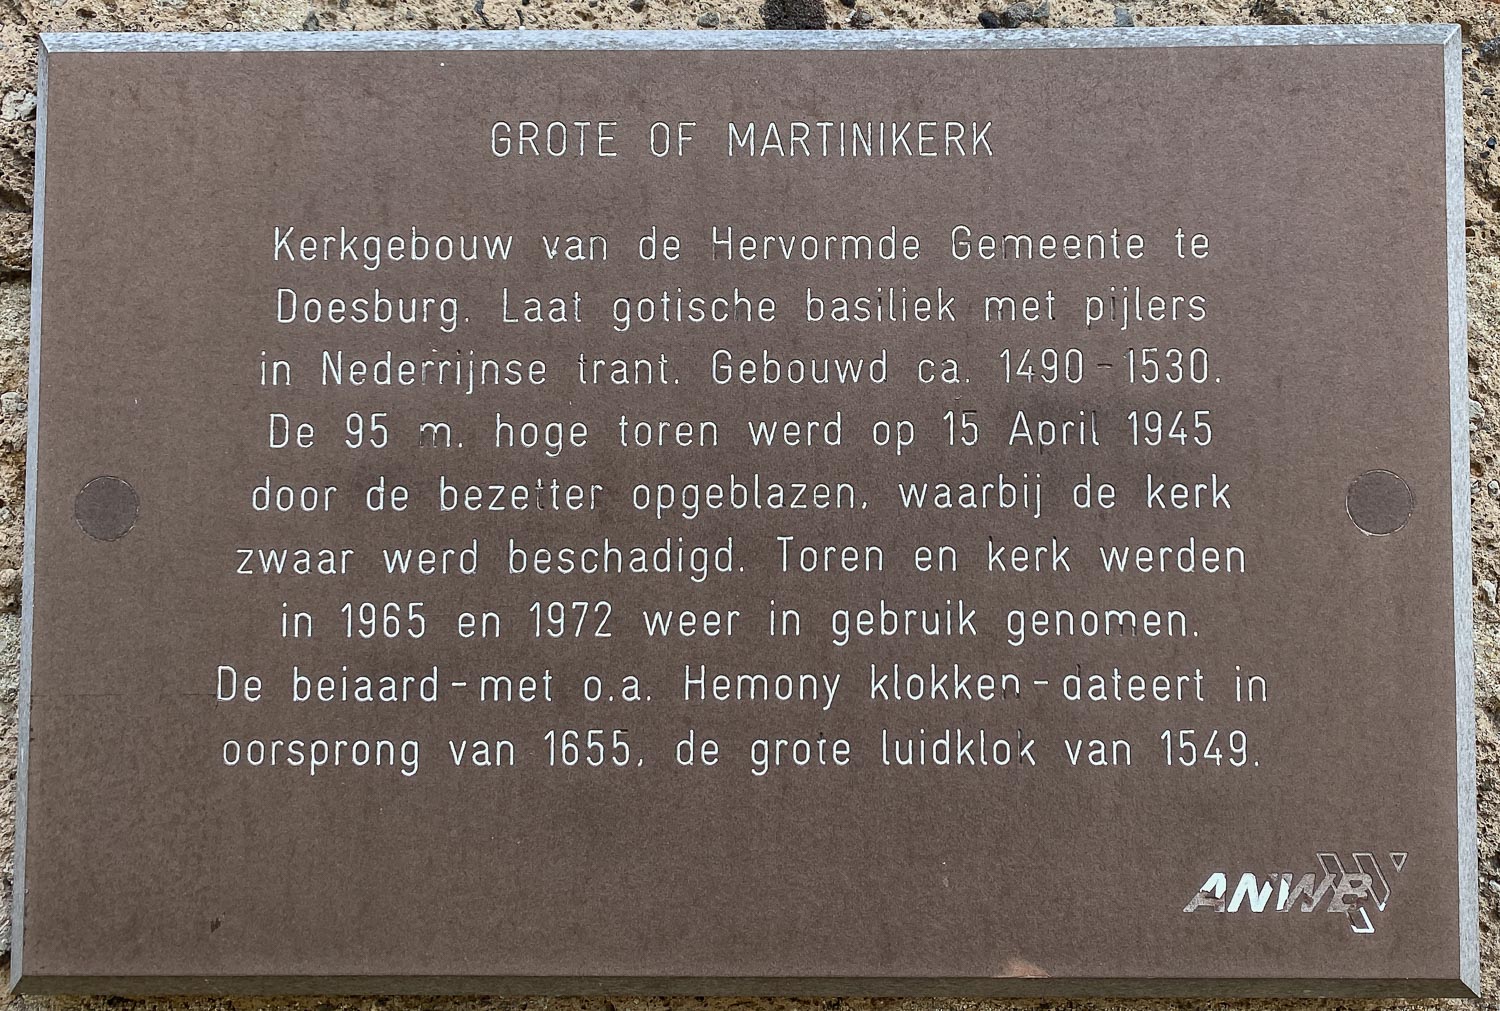 GROTE OF MARTINIKERK
Kerkgebouw van de Hervormde Gemeente te
Doesburg. Laat gotische basiliek met pijlers
in Nederrijnse trant. Gebouwd ca. 1490-1530.
De 95 m. hoge toren werd op 15 April 1945
door de bezetter opgeblazen, waarbij de kerk
zwaar werd beschadigd. Toren en kerk werden
in 1965 en 1972 weer in gebruik genomen.
De beiaard-met o.a. Hemony klokken-dateert in
oorsprong van 1655, de grote luidklok van 1549.
ANWB